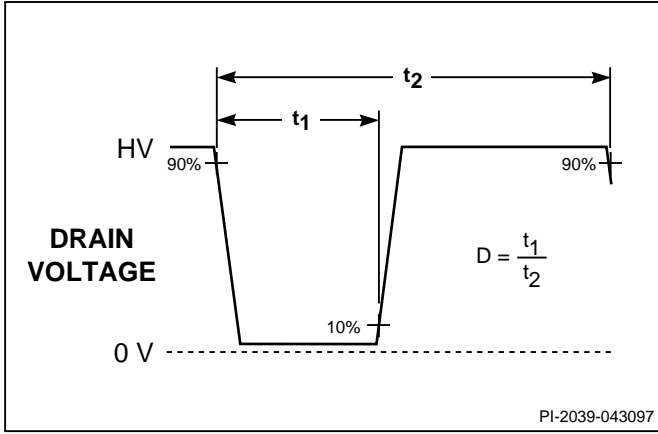 t2
t1
HV
90%
90%
DRAIN
VOLTAGE
D = t1
t2
10%
0 V
PI-2039-043097